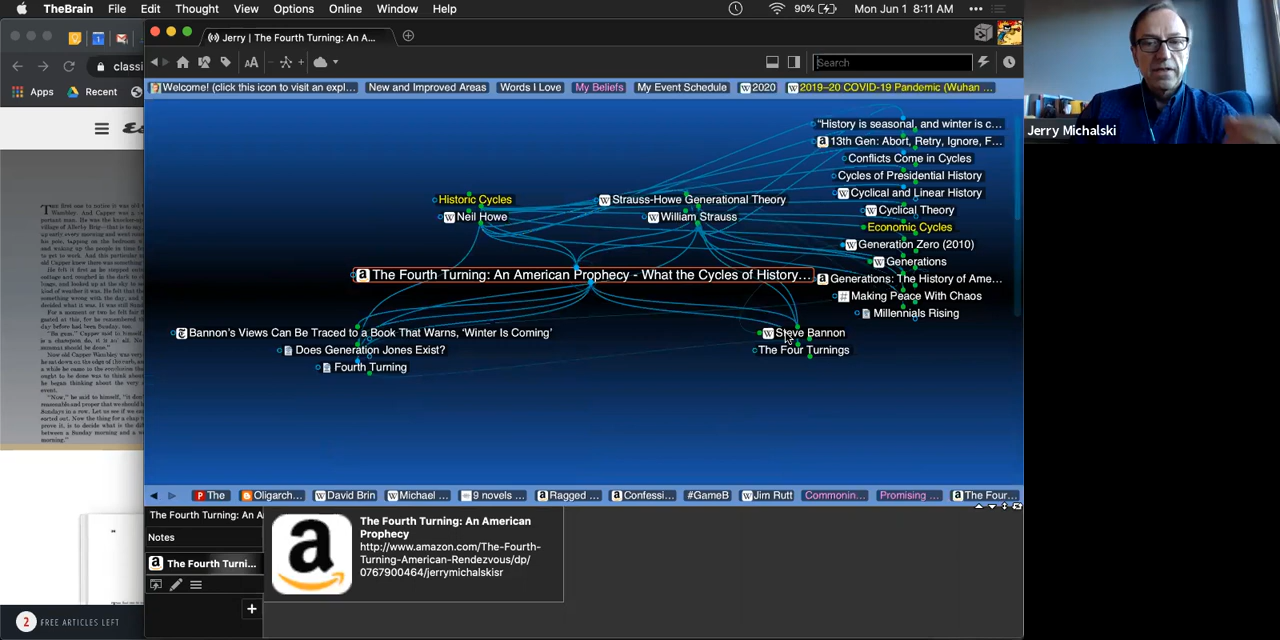 TheBrain File Edit Thought View Options Online Window Help
90% Mon Jun 1 8:11 AM
Jerry | The Fourth Turning: An A...
classi
AA
Search
Apps Recent
Welcome! (click this icon to visit an expl...
New and Improved Areas
Words I Love
My Beliefs
My Event Schedule
2020
2019–20 COVID-19 Pandemic (Wuhan ...
Jerry Michalski
"History is seasonal, and winter is c...
13th Gen: Abort, Retry, Ignore, F...
Conflicts Come in Cycles
Cycles of Presidential History
Cyclical and Linear History
Cyclical Theory
Economic Cycles
Generation Zero (2010)
Generations
Generations: The History of Ame...
Making Peace With Chaos
Millennials Rising
Historic Cycles
Neil Howe
Strauss-Howe Generational Theory
William Strauss
The Fourth Turning: An American Prophecy - What the Cycles of History...
Bannon's Views Can Be Traced to a Book That Warns, 'Winter Is Coming'
Does Generation Jones Exist?
Fourth Turning
Steve Bannon
The Four Turnings
The
Oligarch...
David Brin
Michael ...
9 novels ...
Ragged ...
Confessi...
#GameB
Jim Rutt
Commonin...
Promising ...
The Four...
The Fourth Turning: An A
Notes
The Fourth Turni...
The Fourth Turning: An American
Prophecy
http://www.amazon.com/The-Fourth-
Turning-American-Rendezvous/dp/
0767900464/jerrymichalskisr
2 FREE ARTICLES LEFT